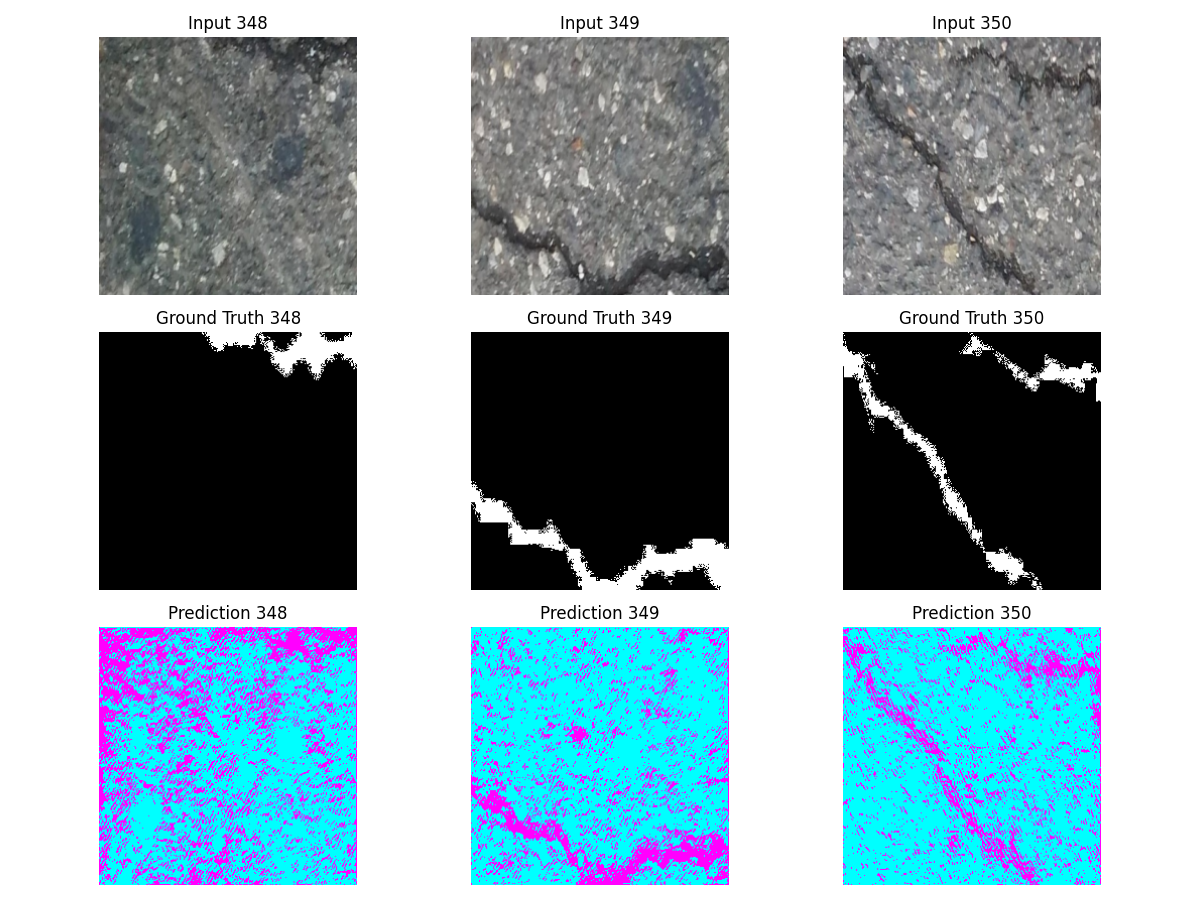 Input 348
Input 349
Input 350
Ground Truth 348
Ground Truth 349
Ground Truth 350
Prediction 348
Prediction 349
Prediction 350